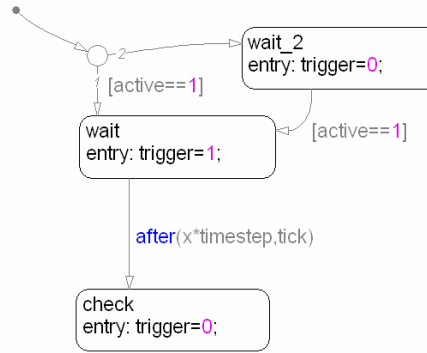 2
wait_2
entry: trigger=0;
1
[active==1]
[active==1]
wait
entry: trigger=1;
after(x*timestep,tick)
check
entry: trigger=0;